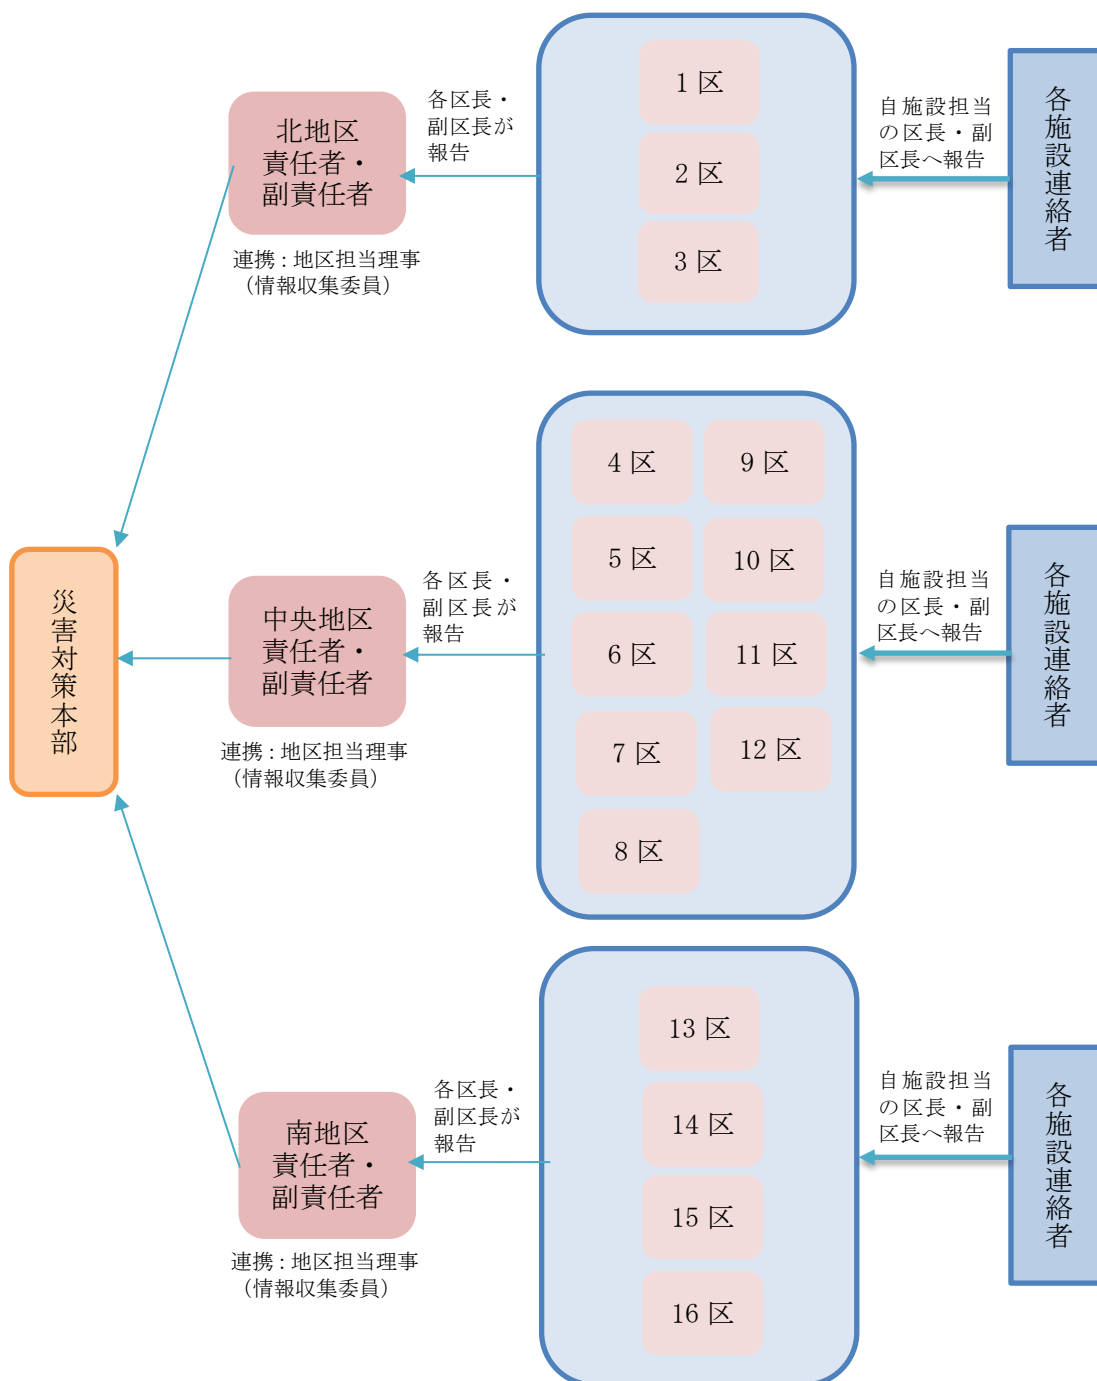 1 区
2 区
3 区
各区長・
副区長が
報告
北地区
責任者・
副責任者
連携：地区担当理事
（情報収集委員）
自施設担当
の区長・副
区長へ報告
各施設連絡者
4 区
9 区
5 区
10 区
6 区
11 区
7 区
12 区
8 区
各区長・
副区長が
報告
中央地区
責任者・
副責任者
連携：地区担当理事
（情報収集委員）
自施設担当
の区長・副
区長へ報告
各施設連絡者
災害対策本部
13 区
14 区
15 区
16 区
各区長・
副区長が
報告
南地区
責任者・
副責任者
連携：地区担当理事
（情報収集委員）
自施設担当
の区長・副
区長へ報告
各施設連絡者